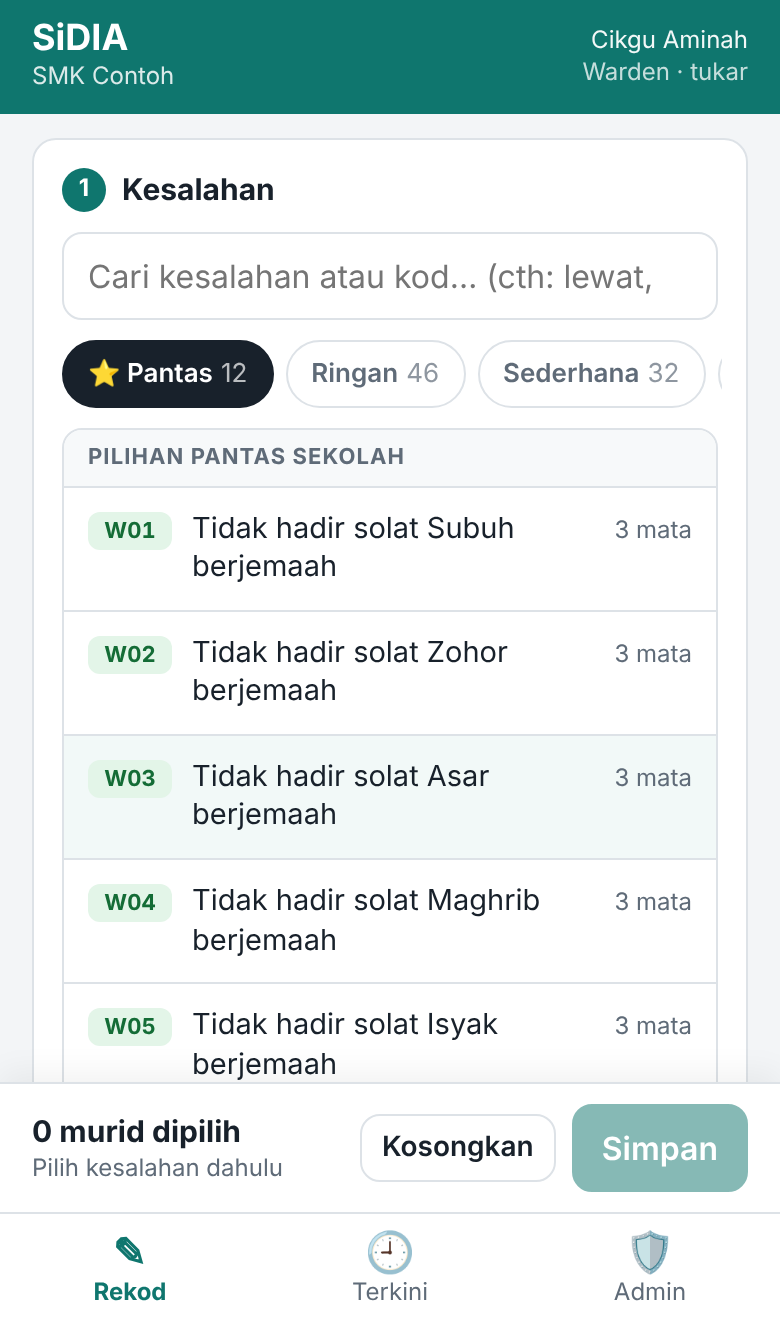 SiDIA
SMK Contoh
Cikgu Aminah
Warden · tukar
1 Kesalahan
Cari kesalahan atau kod... (cth: lewat,
⭐ Pantas 12
Ringan 46
Sederhana 32
PILIHAN PANTAS SEKOLAH
W01 Tidak hadir solat Subuh 3 mata
berjemaah
W02 Tidak hadir solat Zohor 3 mata
berjemaah
W03 Tidak hadir solat Asar 3 mata
berjemaah
W04 Tidak hadir solat Maghrib 3 mata
berjemaah
W05 Tidak hadir solat Isyak 3 mata
berjemaah
0 murid dipilih
Pilih kesalahan dahulu
Kosongkan
Simpan
Rekod
Terkini
Admin